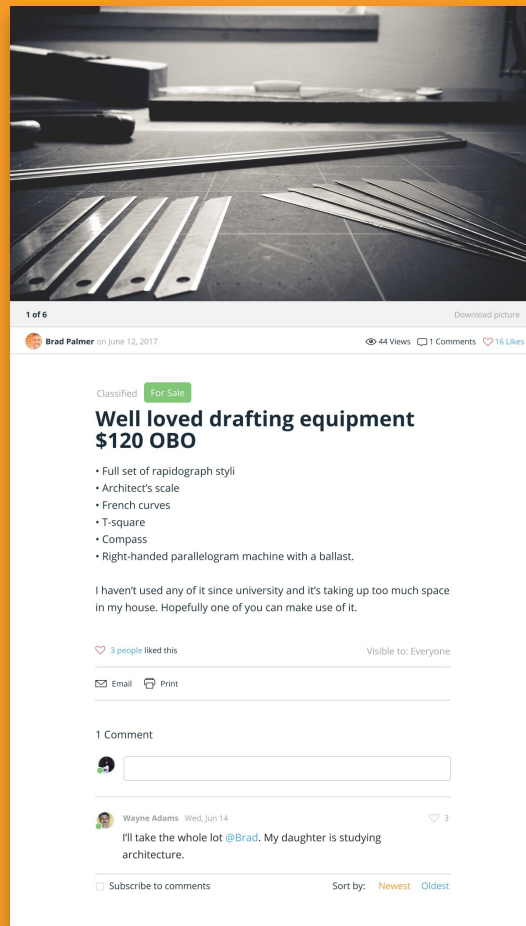 1 of 6
Download picture
Brad Palmer on June 12, 2017
44 Views 1 Comments 16 Likes
Classified For Sale
Well loved drafting equipment
$120 OBO
• Full set of rapidograph styli
• Architect’s scale
• French curves
• T-square
• Compass
• Right-handed parallelogram machine with a ballast.
I haven’t used any of it since university and it’s taking up too much space
in my house. Hopefully one of you can make use of it.
3 people liked this
Visible to: Everyone
Email Print
1 Comment
Wayne Adams Wed, Jun 14
3
I’ll take the whole lot @Brad. My daughter is studying
architecture.
Subscribe to comments
Sort by: Newest Oldest